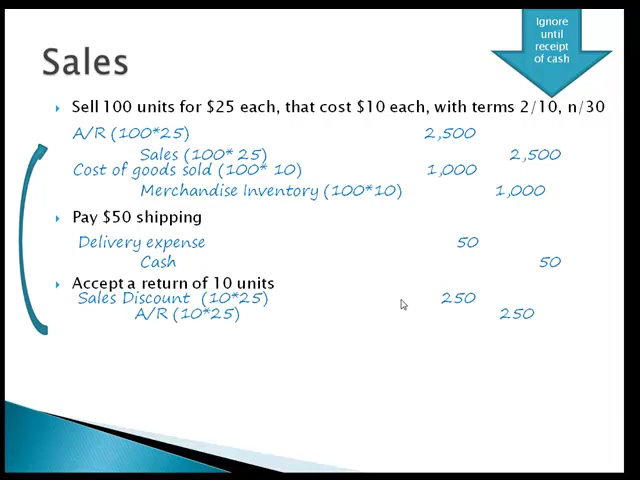 Ignore
until
receipt
of cash
Sales
Sell 100 units for $25 each, that cost $10 each, with terms 2/10, n/30
A/R (100*25) 2,500
Sales (100* 25) 2,500
Cost of goods sold (100* 10) 1,000
Merchandise Inventory (100*10) 1,000
Pay $50 shipping
Delivery expense 50
Cash 50
Accept a return of 10 units
Sales Discount (10*25) 250
A/R (10*25) 250